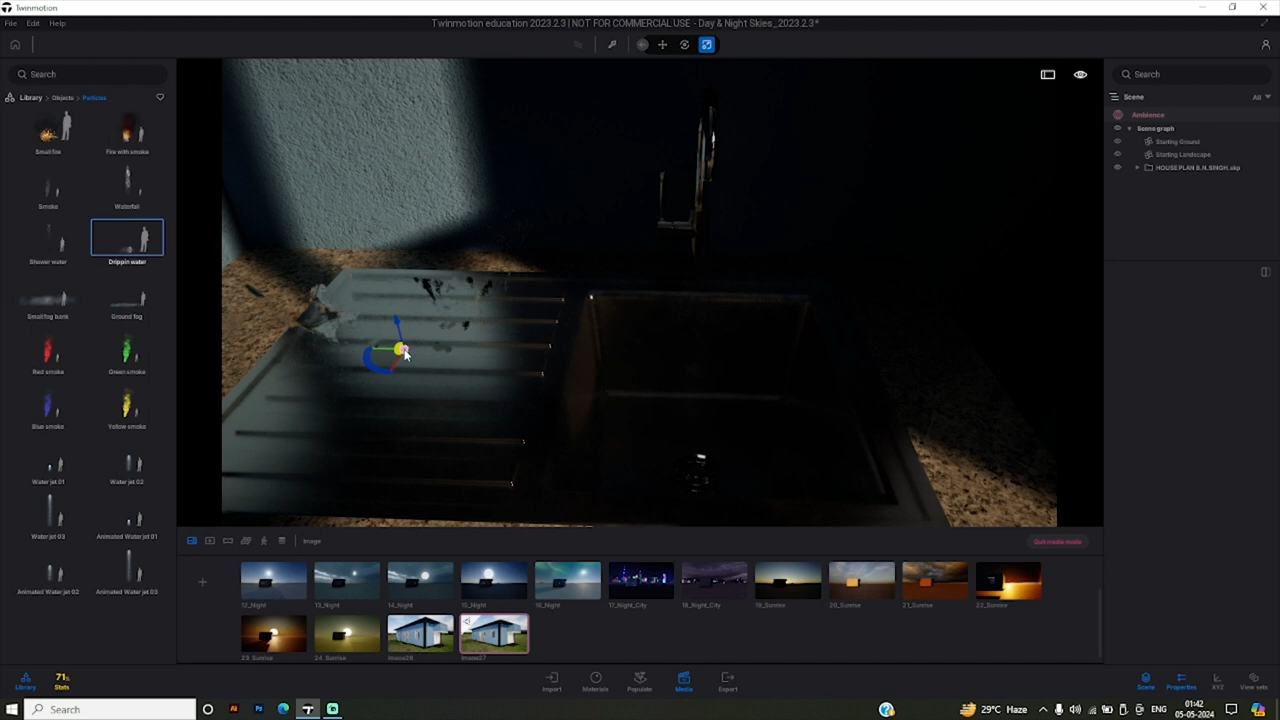 Twinmotion
File Edit Help
Twinmotion education 2023.2.3 | NOT FOR COMMERCIAL USE - Day & Night Skies_2023.2.3*
Search
Search
Library > Objects > Particles
Scene
All
Ambience
Scene graph
Starting Ground
Starting Landscape
HOUSE PLAN B.N.SINGH.skp
Small fire
Fire with smoke
Smoke
Waterfall
Shower water
Drippin water
Small fog bank
Ground fog
Red smoke
Green smoke
Blue smoke
Yellow smoke
Water jet 01
Water jet 02
Water jet 03
Animated Water jet 01
Animated Water jet 02
Animated Water jet 03
Image
Quit media mode
12_Night
13_Night
14_Night
15_Night
16_Night
17_Night_City
18_Night_City
19_Sunrise
20_Sunrise
21_Sunrise
22_Sunrise
23_Sunrise
24_Sunrise
Image26
Image27
Library
71%
Stats
Import
Materials
Populate
Media
Export
Scene
Properties
XYZ
View sets
Search
29°C Haze
ENG
01:42
05-05-2024